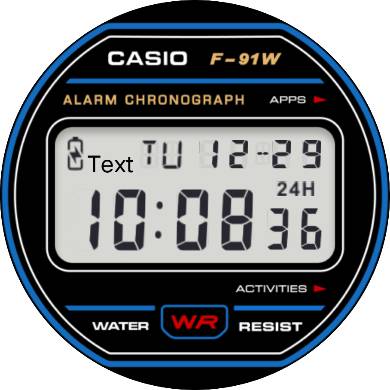 CASIO F-91W
ALARM CHRONOGRAPH APPS
Text TU 12-29
24H
10:08 36
ACTIVITIES
WATER WR RESIST